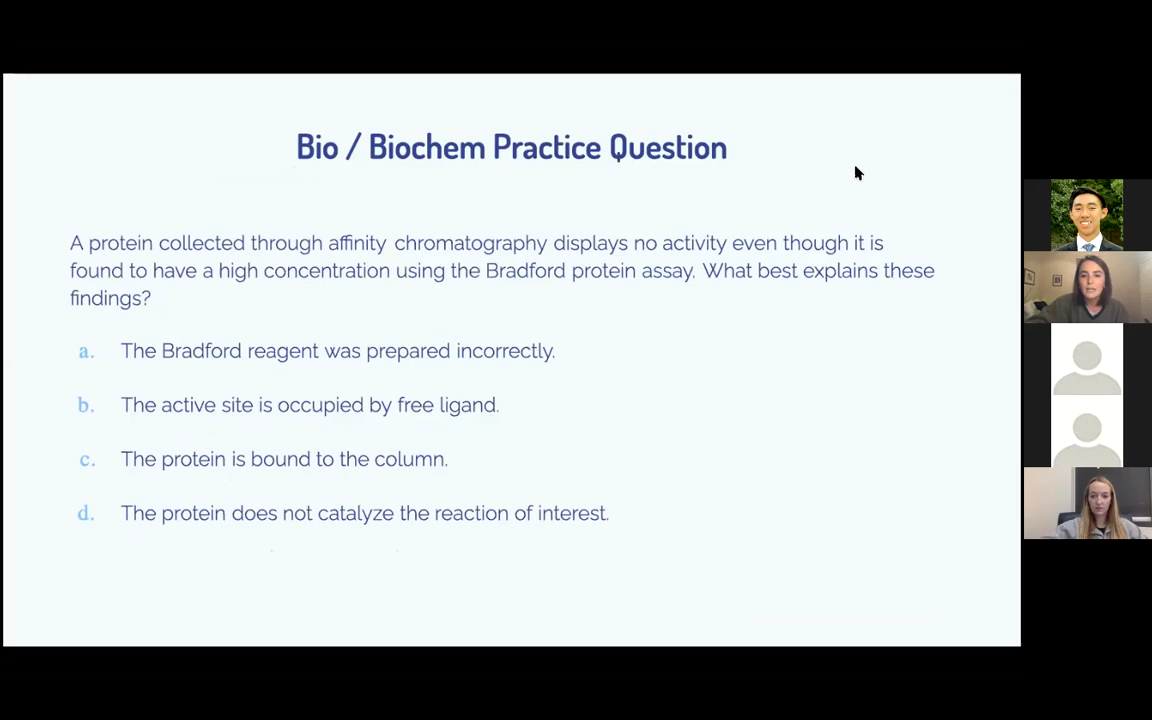 Bio / Biochem Practice Question
A protein collected through affinity chromatography displays no activity even though it is
found to have a high concentration using the Bradford protein assay. What best explains these
findings?
a. The Bradford reagent was prepared incorrectly.
b. The active site is occupied by free ligand.
c. The protein is bound to the column.
d. The protein does not catalyze the reaction of interest.